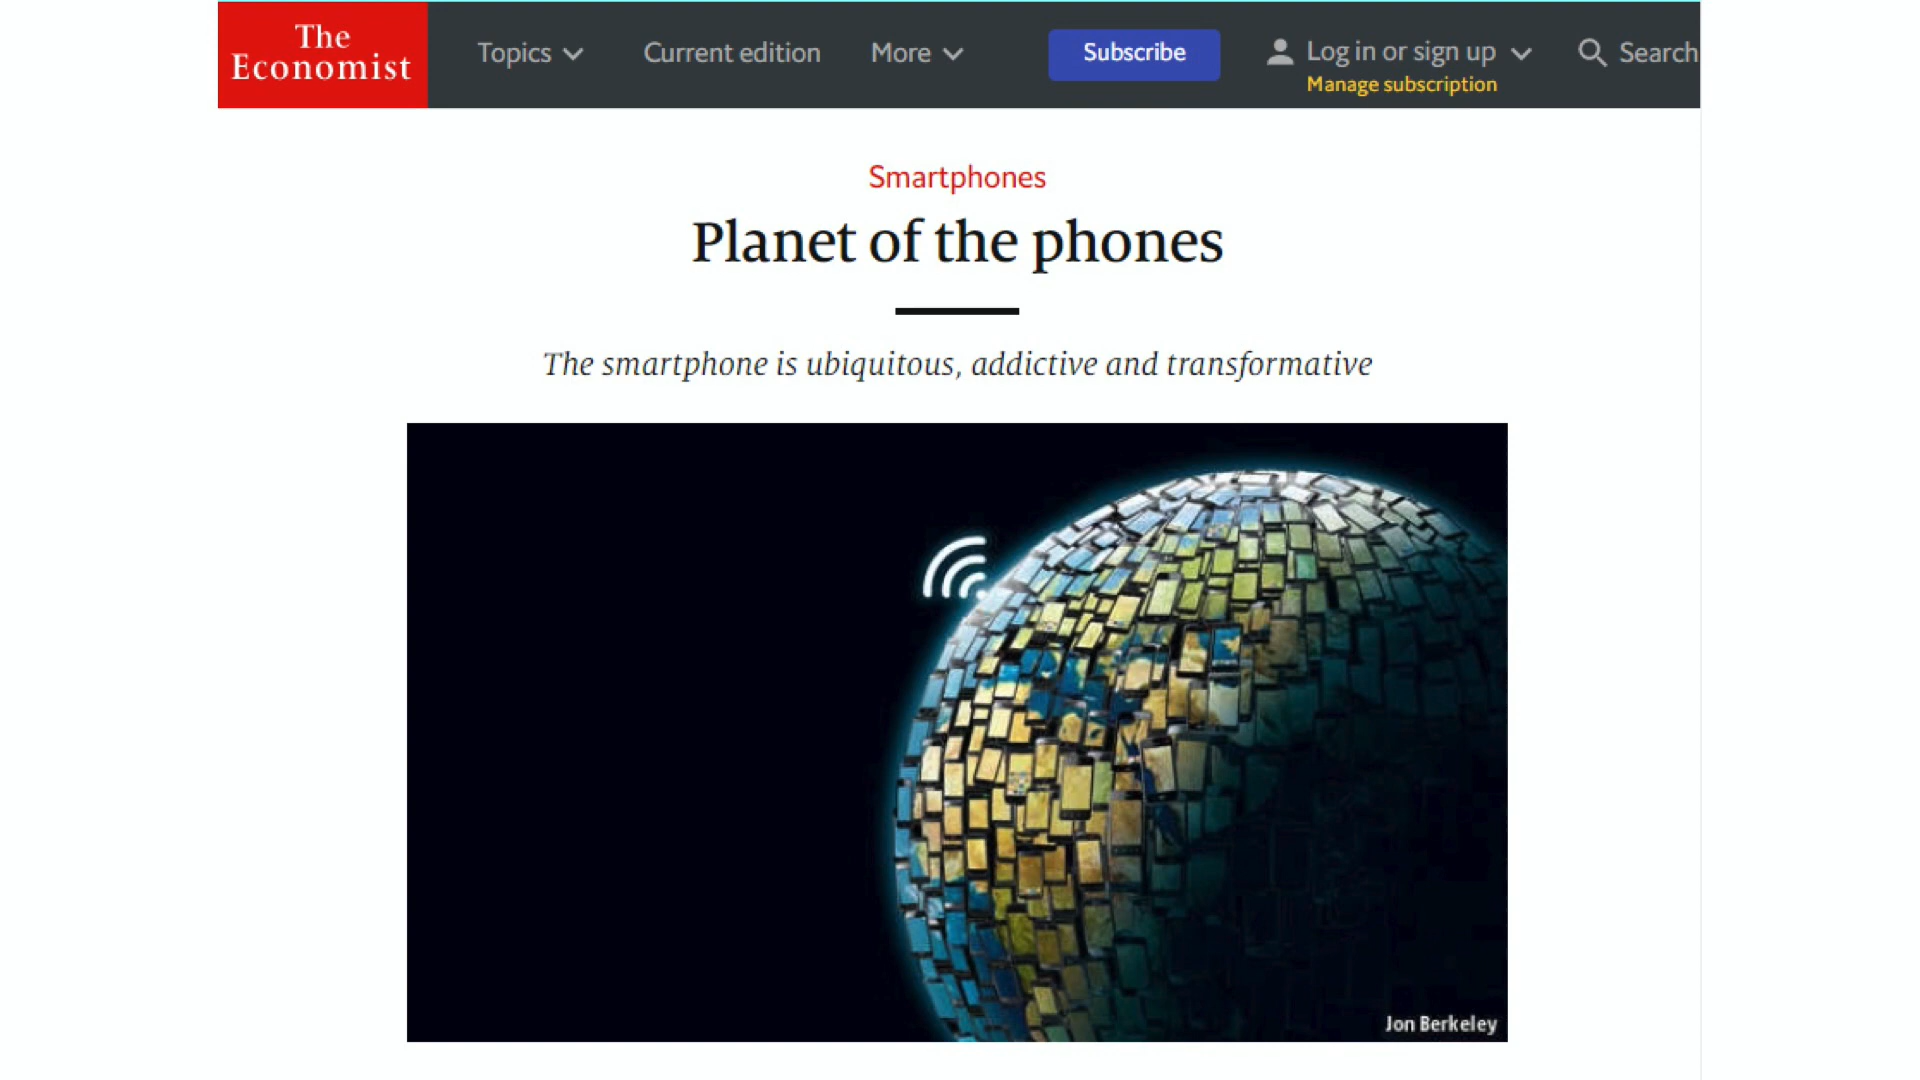 The
Economist
Topics
Current edition
More
Subscribe
Log in or sign up
Manage subscription
Search
Smartphones
Planet of the phones
The smartphone is ubiquitous, addictive and transformative
Jon Berkeley